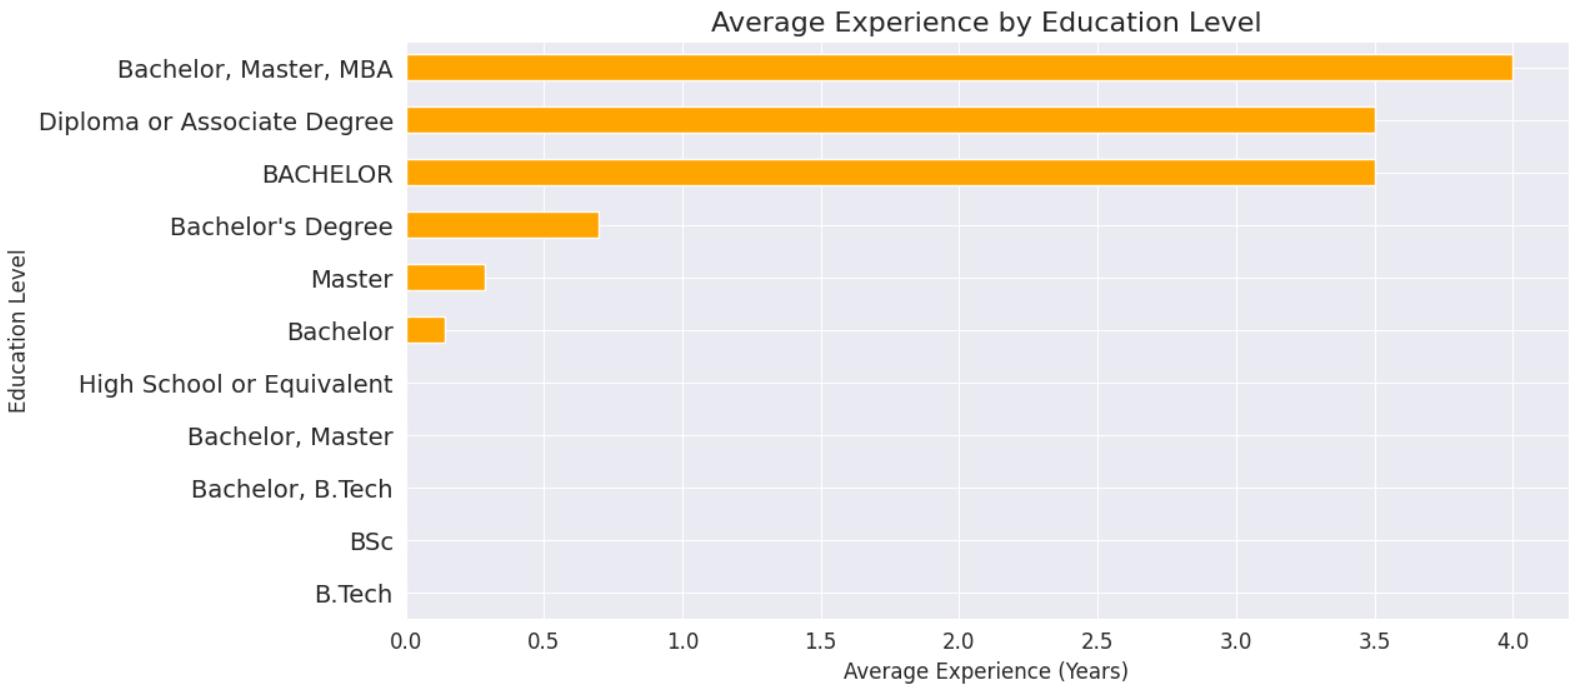 Average Experience by Education Level
Bachelor, Master, MBA
Diploma or Associate Degree
BACHELOR
Bachelor's Degree
Master
Bachelor
High School or Equivalent
Bachelor, Master
Bachelor, B.Tech
BSc
B.Tech
Education Level
0.0 0.5 1.0 1.5 2.0 2.5 3.0 3.5 4.0
Average Experience (Years)